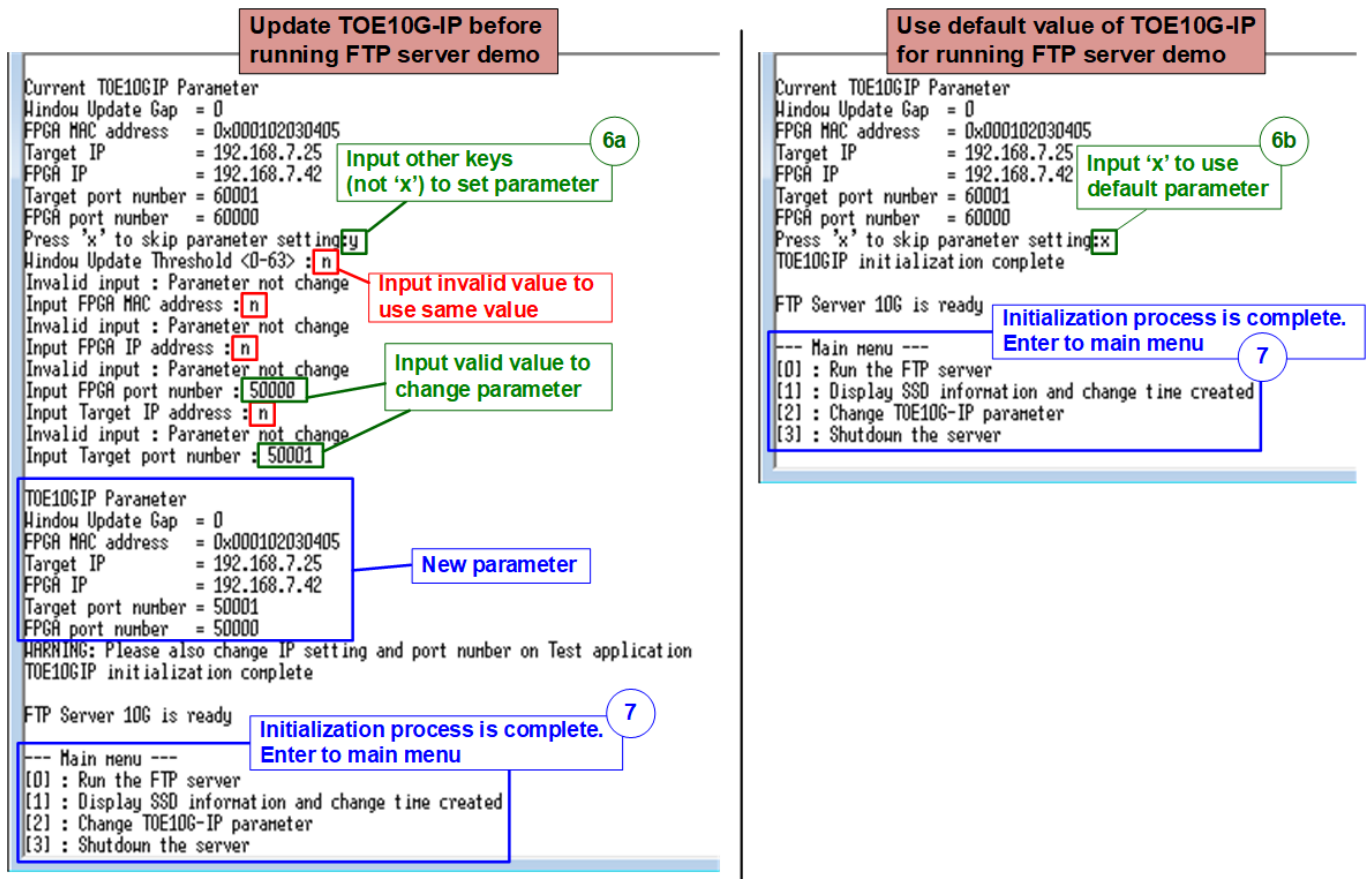 Update TOE10G-IP before
running FTP server demo
Current TOE10GIP Parameter
Window Update Gap = 0
FPGA MAC address = 0x000102030405
Target IP = 192.168.7.25
FPGA IP = 192.168.7.42
Target port number = 60001
FPGA port number = 60000
Press 'x' to skip parameter setting:y
Window Update Threshold <0-63> : n
Invalid input : Parameter not change
Input FPGA MAC address : n
Invalid input : Parameter not change
Input FPGA IP address : n
Invalid input : Parameter not change
Input FPGA port number : 50000
Input Target IP address : n
Invalid input : Parameter not change
Input Target port number : 50001
6a
Input other keys
(not ‘x’) to set parameter
Input invalid value to
use same value
Input valid value to
change parameter
TOE10GIP Parameter
Window Update Gap = 0
FPGA MAC address = 0x000102030405
Target IP = 192.168.7.25
FPGA IP = 192.168.7.42
Target port number = 50001
FPGA port number = 50000
New parameter
WARNING: Please also change IP setting and port number on Test application
TOE10GIP initialization complete
FTP Server 10G is ready
7
Initialization process is complete.
Enter to main menu
--- Main menu ---
[0] : Run the FTP server
[1] : Display SSD information and change time created
[2] : Change TOE10G-IP parameter
[3] : Shutdown the server
Use default value of TOE10G-IP
for running FTP server demo
Current TOE10GIP Parameter
Window Update Gap = 0
FPGA MAC address = 0x000102030405
Target IP = 192.168.7.25
FPGA IP = 192.168.7.42
Target port number = 60001
FPGA port number = 60000
Press 'x' to skip parameter setting:x
TOE10GIP initialization complete
6b
Input ‘x’ to use
default parameter
FTP Server 10G is ready
Initialization process is complete.
Enter to main menu
7
--- Main menu ---
[0] : Run the FTP server
[1] : Display SSD information and change time created
[2] : Change TOE10G-IP parameter
[3] : Shutdown the server